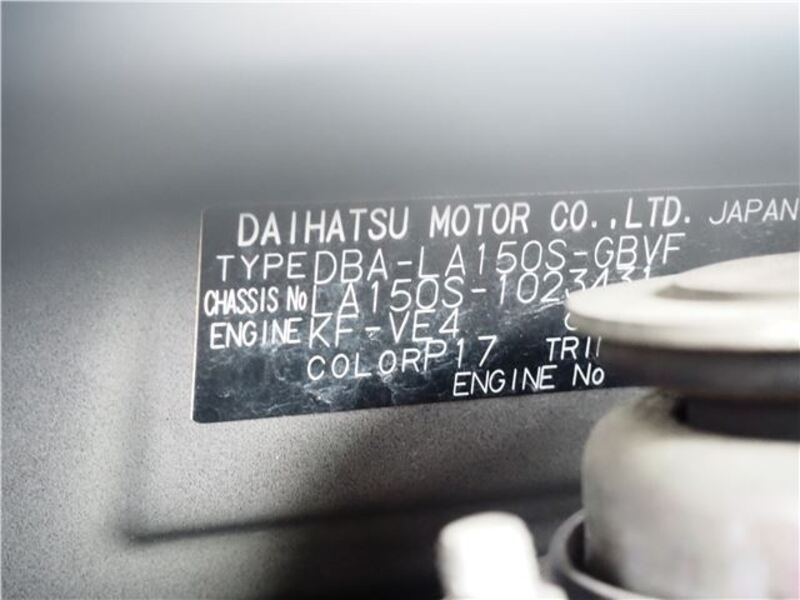 DAIHATSU MOTOR CO.,LTD. JAPAN
TYPE DBA-LA150S-GBVF
CHASSIS No LA150S-1023431
ENGINE KF-VE4
COLOR P17 TRI
ENGINE No